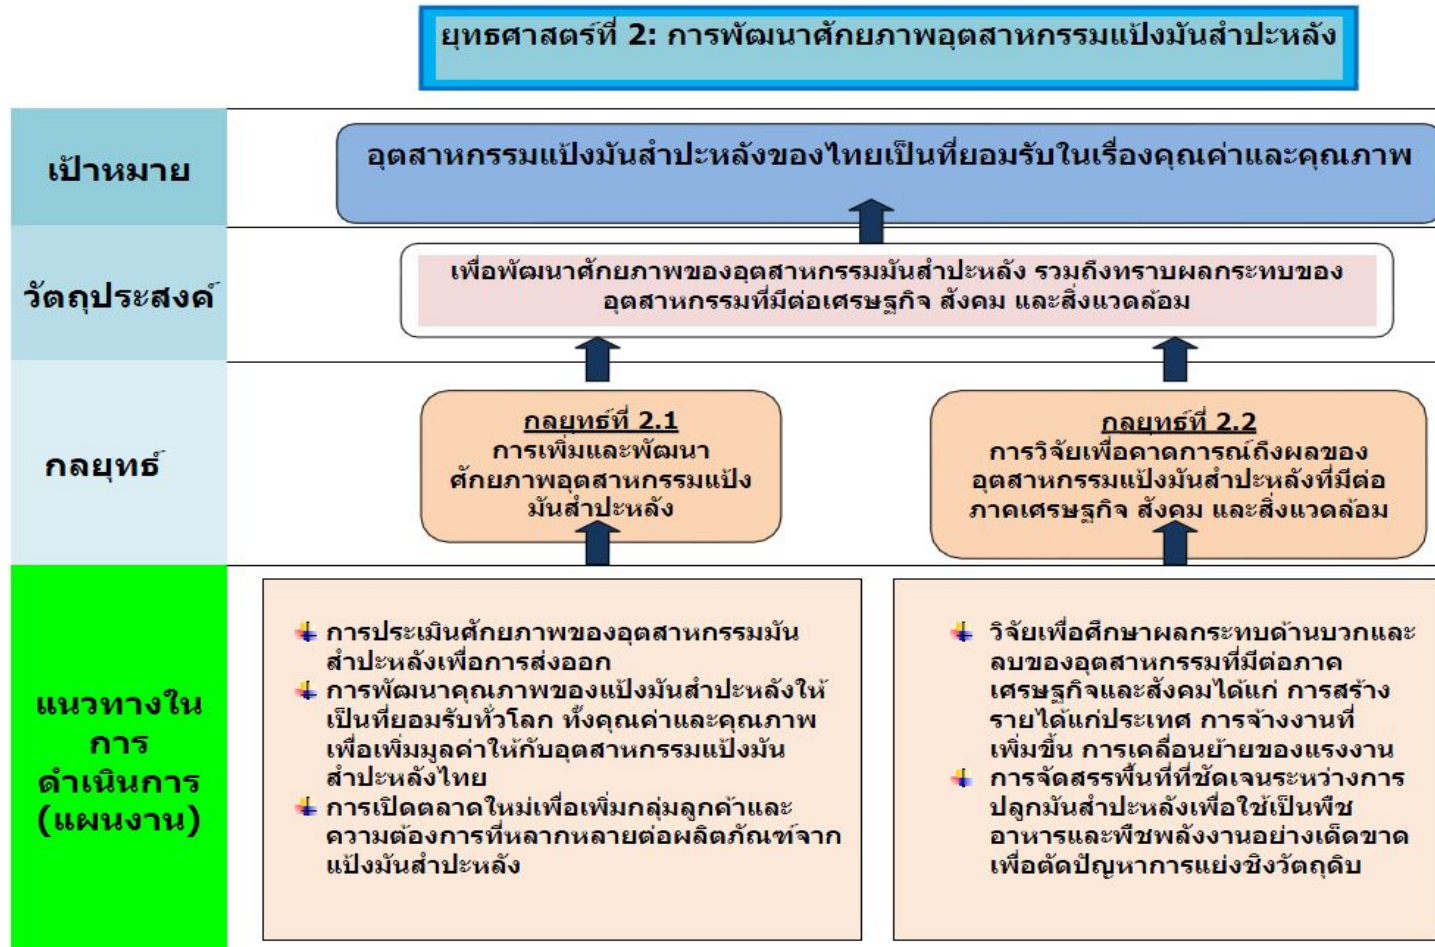 ยุทธศาสตร์ที่ 2: การพัฒนาศักยภาพอุตสาหกรรมแป้งมันสำปะหลัง
เป้าหมาย
อุตสาหกรรมแป้งมันสำปะหลังของไทยเป็นที่ยอมรับในเรื่องคุณค่าและคุณภาพ
วัตถุประสงค์
เพื่อพัฒนาศักยภาพของอุตสาหกรรมมันสำปะหลัง รวมถึงทราบผลกระทบของ
อุตสาหกรรมที่มีต่อเศรษฐกิจ สังคม และสิ่งแวดล้อม
กลยุทธ์
กลยุทธ์ที่ 2.1
การเพิ่มและพัฒนา
ศักยภาพอุตสาหกรรมแป้ง
มันสำปะหลัง
กลยุทธ์ที่ 2.2
การวิจัยเพื่อคาดการณ์ถึงผลของ
อุตสาหกรรมแป้งมันสำปะหลังที่มีต่อ
ภาคเศรษฐกิจ สังคม และสิ่งแวดล้อม
แนวทางใน
การ
ดำเนินการ
(แผนงาน)
การประเมินศักยภาพของอุตสาหกรรมมัน
สำปะหลังเพื่อการส่งออก
การพัฒนาคุณภาพของแป้งมันสำปะหลังให้
เป็นที่ยอมรับทั่วโลก ทั้งคุณค่าและคุณภาพ
เพื่อเพิ่มมูลค่าให้กับอุตสาหกรรมแป้งมัน
สำปะหลังไทย
การเปิดตลาดใหม่เพื่อเพิ่มกลุ่มลูกค้าและ
ความต้องการที่หลากหลายต่อผลิตภัณฑ์จาก
แป้งมันสำปะหลัง
วิจัยเพื่อศึกษาผลกระทบด้านบวกและ
ลบของอุตสาหกรรมที่มีต่อภาค
เศรษฐกิจและสังคมได้แก่ การสร้าง
รายได้แก่ประเทศ การจ้างงานที่
เพิ่มขึ้น การเคลื่อนย้ายของแรงงาน
การจัดสรรพื้นที่ที่ชัดเจนระหว่างการ
ปลูกมันสำปะหลังเพื่อใช้เป็นพืช
อาหารและพืชพลังงานอย่างเด็ดขาด
เพื่อตัดปัญหาการแย่งชิงวัตถุดิบ